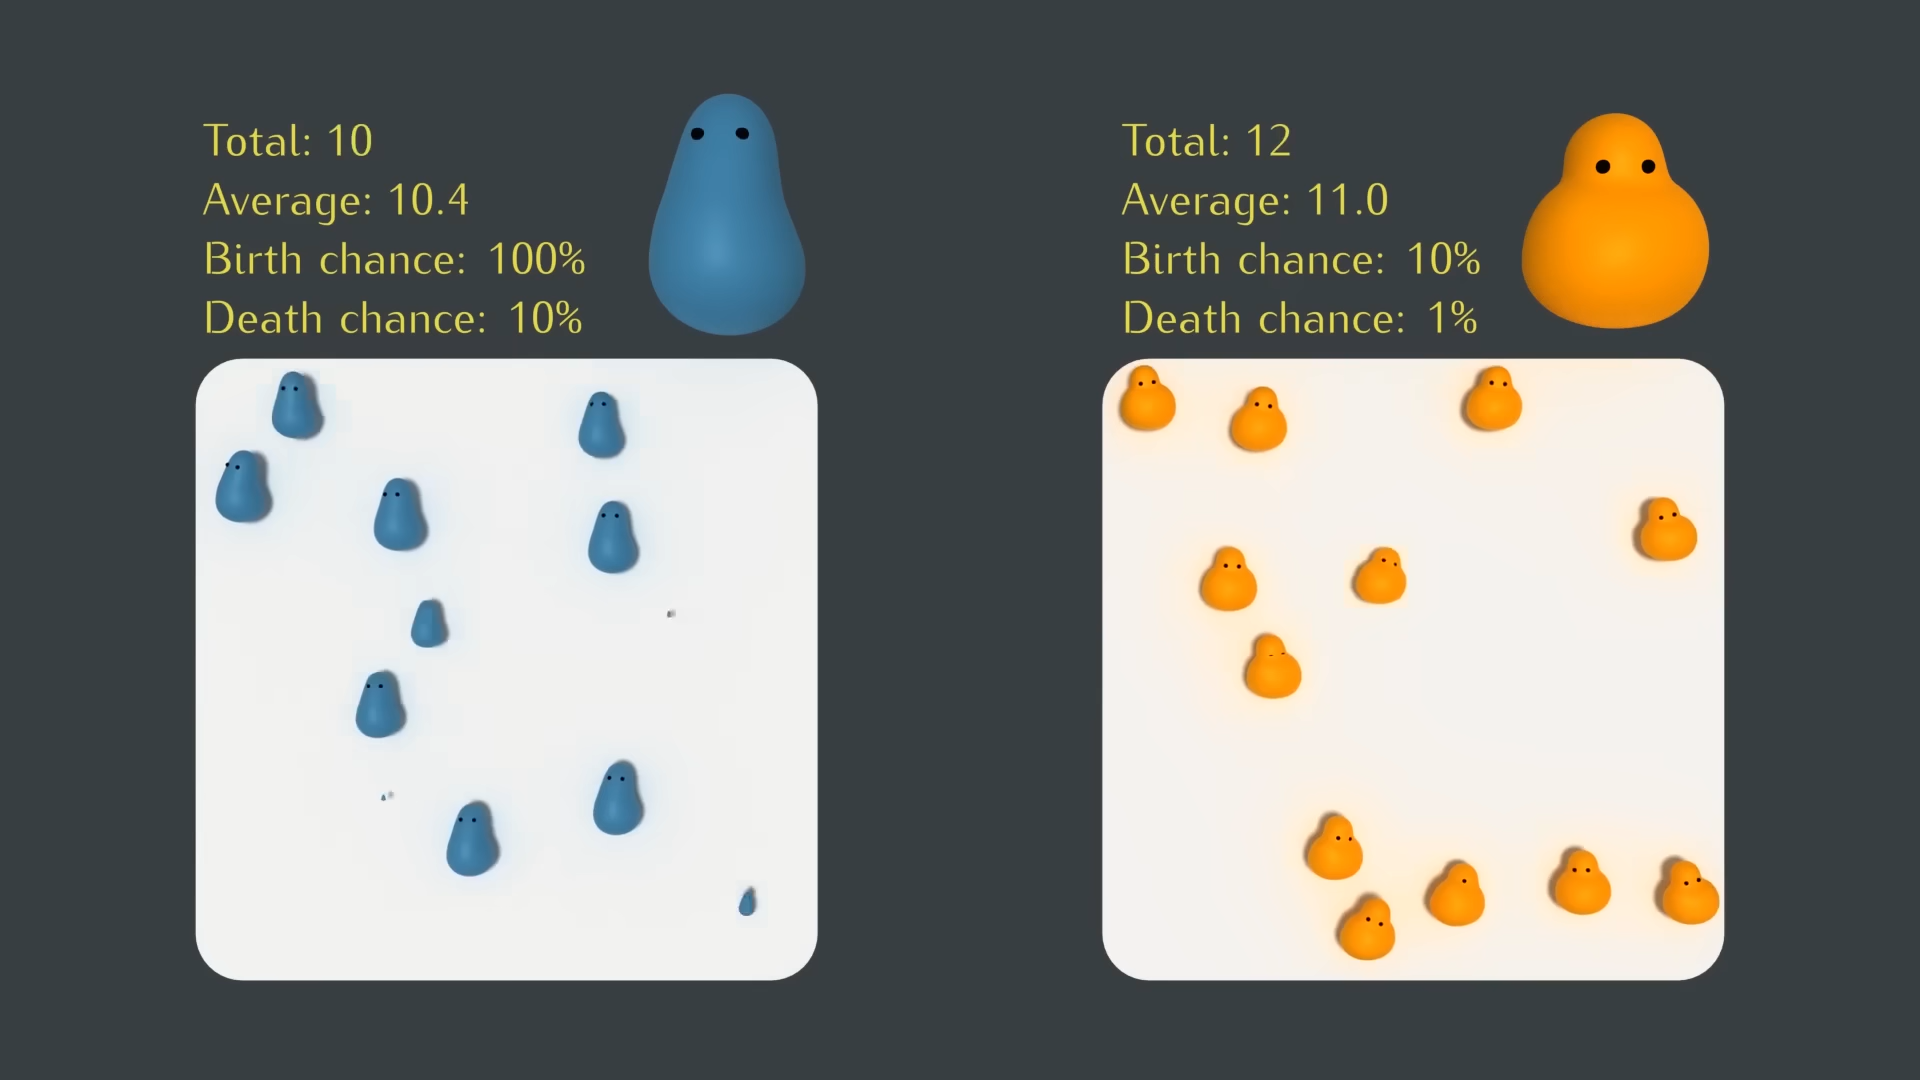 Total: 10
Average: 10.4
Birth chance: 100%
Death chance: 10%
Total: 12
Average: 11.0
Birth chance: 10%
Death chance: 1%